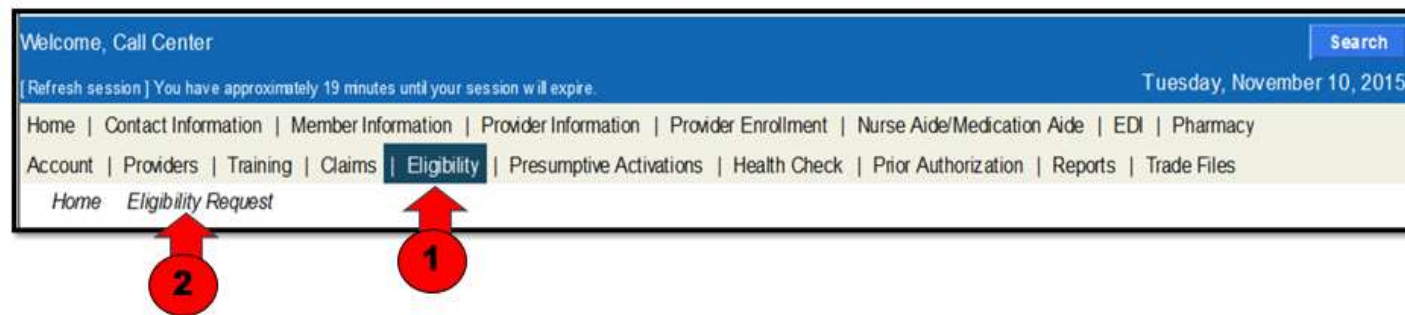 Welcome, Call Center
Search
[ Refresh session ] You have approximately 19 minutes until your session will expire.
Tuesday, November 10, 2015
Home | Contact Information | Member Information | Provider Information | Provider Enrollment | Nurse Aide/Medication Aide | EDI | Pharmacy
Account | Providers | Training | Claims | Eligibility | Presumptive Activations | Health Check | Prior Authorization | Reports | Trade Files
Home Eligibility Request
1
2